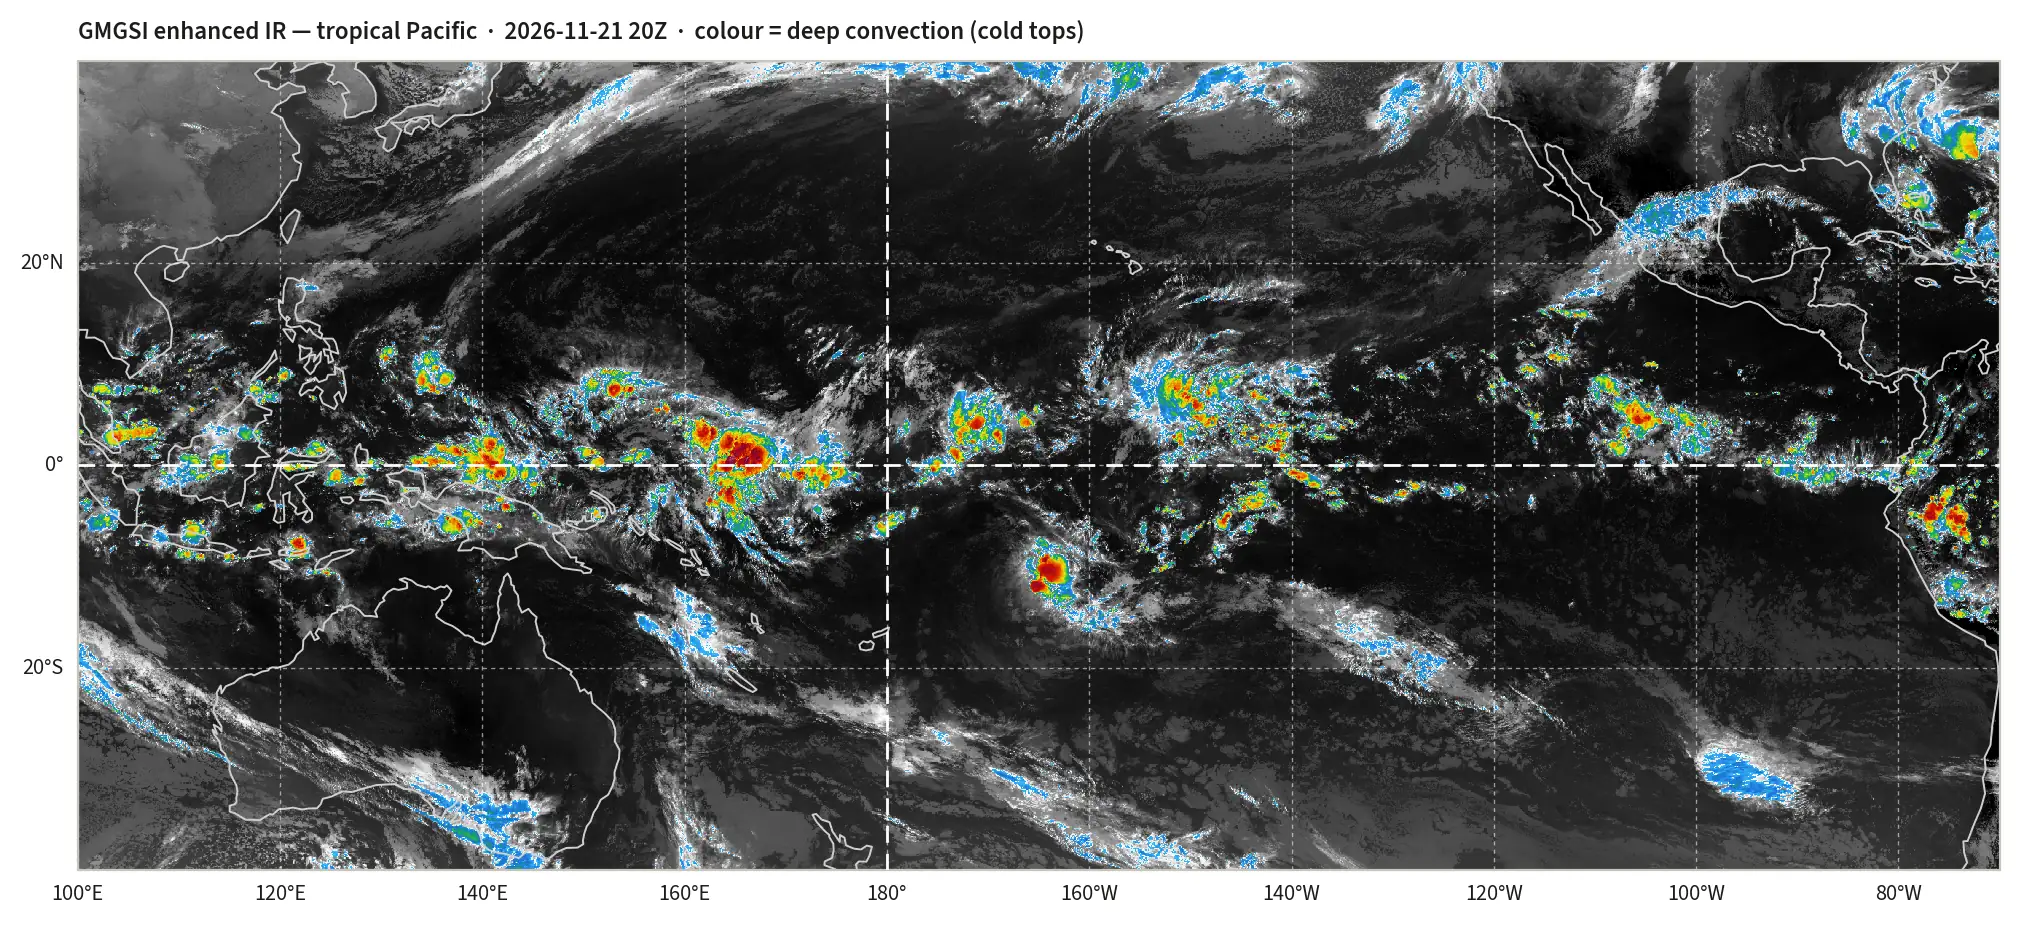 GMGSI enhanced IR — tropical Pacific · 2026-11-21 20Z · colour = deep convection (cold tops)
20°N
0°
20°S
100°E 120°E 140°E 160°E 180° 160°W 140°W 120°W 100°W 80°W